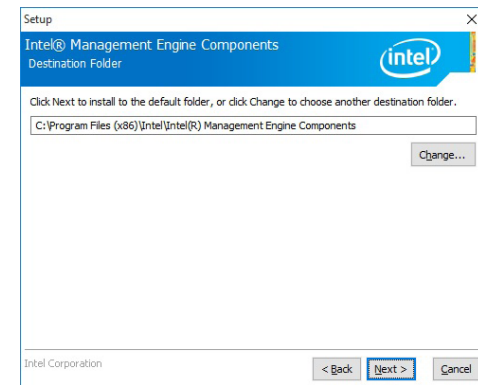 Setup
Intel® Management Engine Components
Destination Folder
intel
Click Next to install to the default folder, or click Change to choose another destination folder.
C:\Program Files (x86)\Intel\Intel(R) Management Engine Components
Change...
Intel Corporation
< Back Next > Cancel